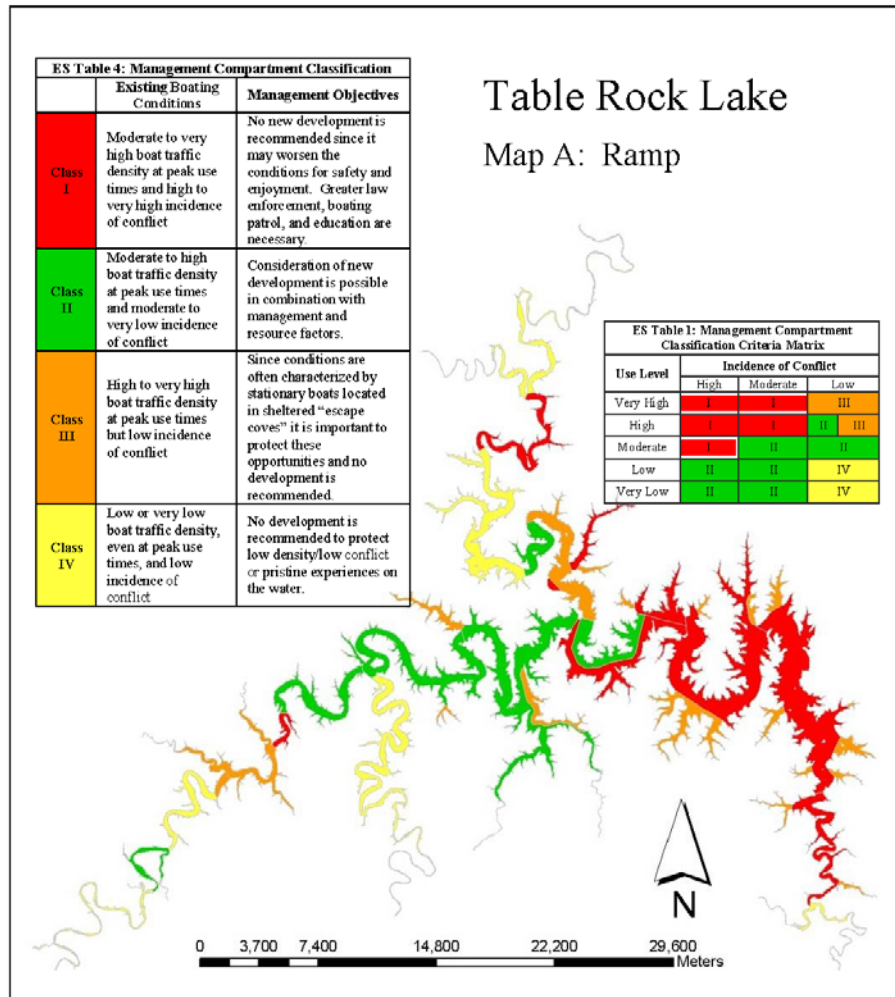 ES Table 4: Management Compartment Classification
Existing Boating
Conditions
Management Objectives
Class
I
Moderate to very
high boat traffic
density at peak use
times and high to
very high incidence
of conflict
No new development is
recommended since it
may worsen the
conditions for safety and
enjoyment. Greater law
enforcement, boating
patrol, and education are
necessary.
Class
II
Moderate to high
boat traffic density
at peak use times
and moderate to
very low incidence
of conflict
Consideration of new
development is possible
in combination with
management and
resource factors.
Class
III
High to very high
boat traffic density
at peak use times
but low incidence
of conflict
Since conditions are
often characterized by
stationary boats located
in sheltered “escape
coves” it is important to
protect these
opportunities and no
development is
recommended.
Class
IV
Low or very low
boat traffic density,
even at peak use
times, and low
incidence of
conflict
No development is
recommended to protect
low density/low conflict
or pristine experiences on
the water.
Table Rock Lake
Map A: Ramp
ES Table 1: Management Compartment
Classification Criteria Matrix
Use Level
Incidence of Conflict
High Moderate Low
Very High I I III
High I I II III
Moderate I II II
Low II II IV
Very Low II II IV
N
0 3,700 7,400 14,800 22,200 29,600
Meters